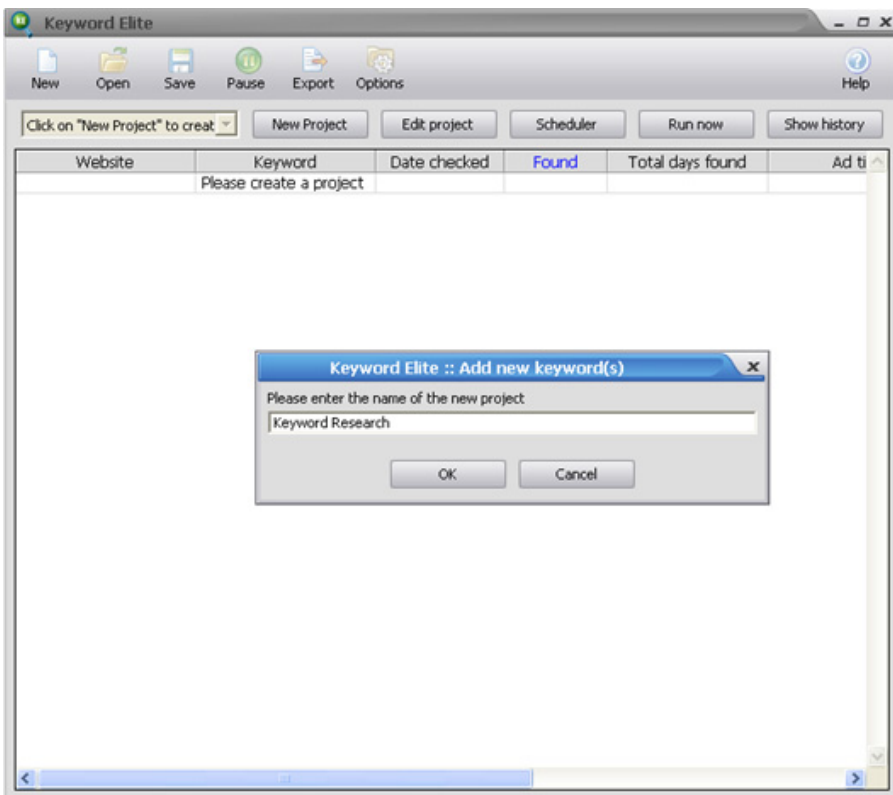 Keyword Elite
New Open Save Pause Export Options Help
Click on "New Project" to creat New Project Edit project Scheduler Run now Show history
Website Keyword Date checked Found Total days found Ad ti
Please create a project
Keyword Elite :: Add new keyword(s)
Please enter the name of the new project
Keyword Research
OK Cancel